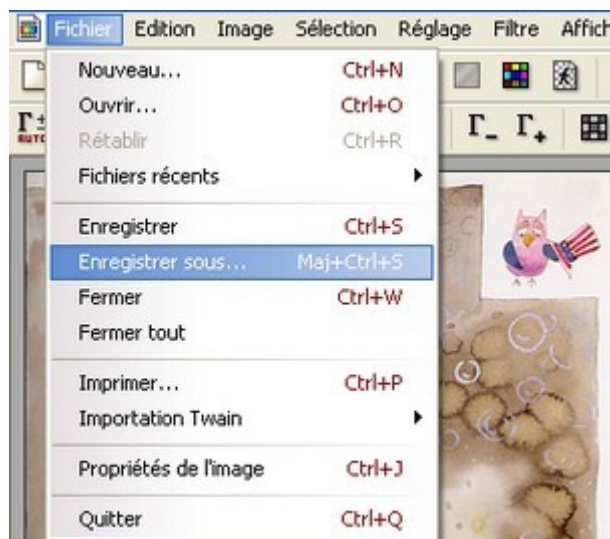 Fichier Edition Image Sélection Réglage Filtre Affich
AUTO Γ- Γ+
Nouveau... Ctrl+N
Ouvrir... Ctrl+O
Rétablir Ctrl+R
Fichiers récents
Enregistrer Ctrl+S
Enregistrer sous... Maj+Ctrl+S
Fermer Ctrl+W
Fermer tout
Imprimer... Ctrl+P
Importation Twain
Propriétés de l'image Ctrl+J
Quitter Ctrl+Q